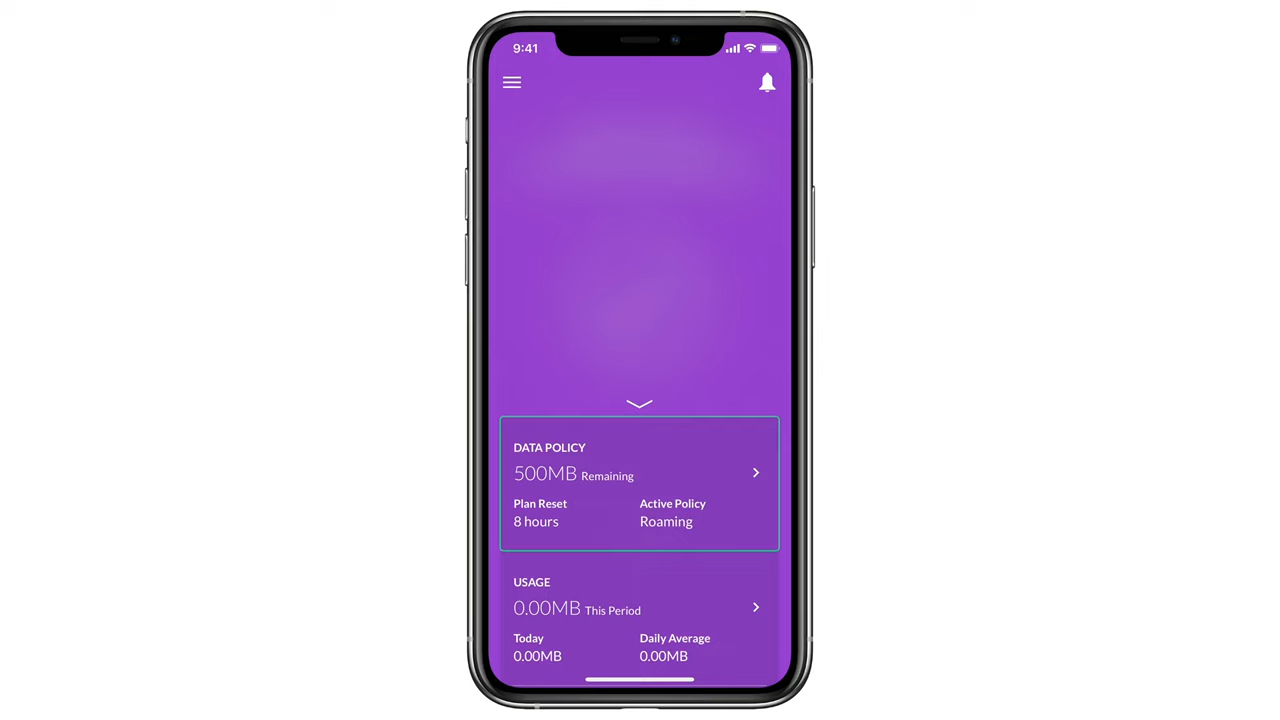 9:41
DATA POLICY
500MB Remaining
Plan Reset Active Policy
8 hours Roaming
USAGE
0.00MB This Period
Today Daily Average
0.00MB 0.00MB